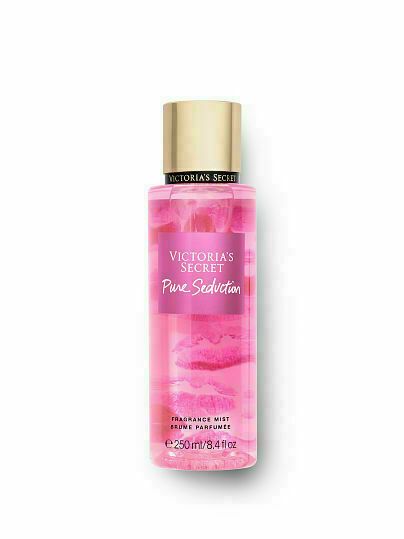 VICTORIA'S SECRET
VICTORIA'S
SECRET
Pure Seduction
FRAGRANCE MIST
BRUME PARFUMÉE
℮250 ml/8.4 fl oz